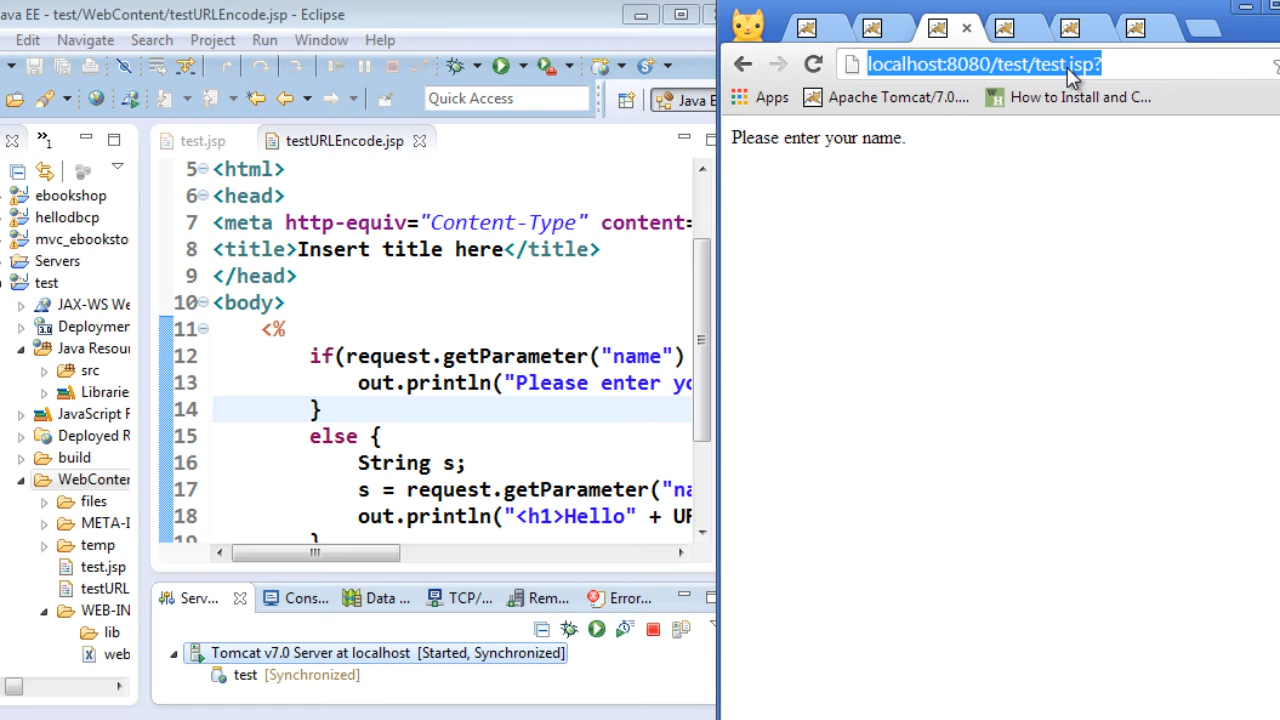 Java EE - test/WebContent/testURLEncode.jsp - Eclipse
Edit Navigate Search Project Run Window Help
Quick Access
Java E
1
test.jsp
testURLEncode.jsp
ebookshop
hellodbcp
mvc_ebooksto
Servers
test
JAX-WS We
Deploymen
Java Resour
src
Librarie
JavaScript R
Deployed R
build
WebConter
files
META-I
temp
test.jsp
testURL
WEB-IN
lib
web
5 <html>
6 <head>
7 <meta http-equiv="Content-Type" content=
8 <title>Insert title here</title>
9 </head>
10 <body>
11 <%
12 if(request.getParameter("name")
13 out.println("Please enter yo
14 }
15 else {
16 String s;
17 s = request.getParameter("na
18 out.println("<h1>Hello" + UR
19 }
Serv... Cons... Data ... TCP/... Rem... Error...
Tomcat v7.0 Server at localhost [Started, Synchronized]
test [Synchronized]
localhost:8080/test/test.jsp?
Apps Apache Tomcat/7.0.... How to Install and C...
Please enter your name.